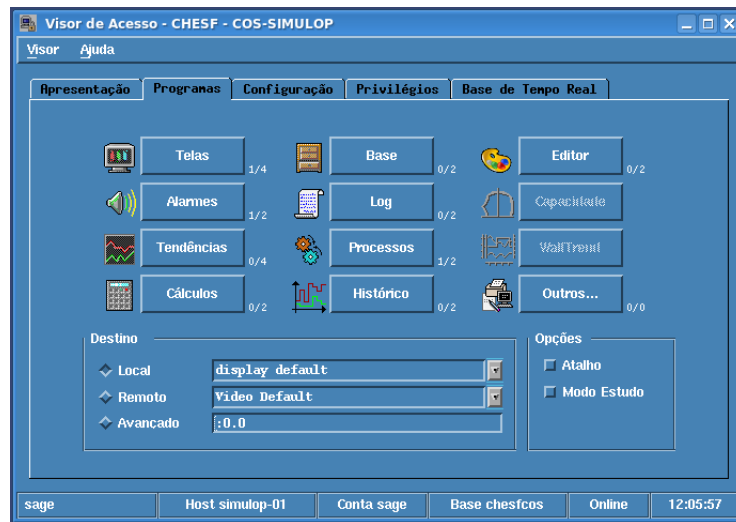 Visor de Acesso - CHESF - COS-SIMULOP
Visor Ajuda
Apresentação Programas Configuração Privilégios Base de Tempo Real
Telas 1/4 Base 0/2 Editor 0/2
Alarmes 1/2 Log 0/2 Capacidade
Tendências 0/4 Processos 1/2 WallTrend
Cálculos 0/2 Histórico 0/2 Outros... 0/0
Destino Opções
Local display default Atalho
Remoto Video Default Modo Estudo
Avançado :0.0
sage Host simulop-01 Conta sage Base chesfcos Online 12:05:57